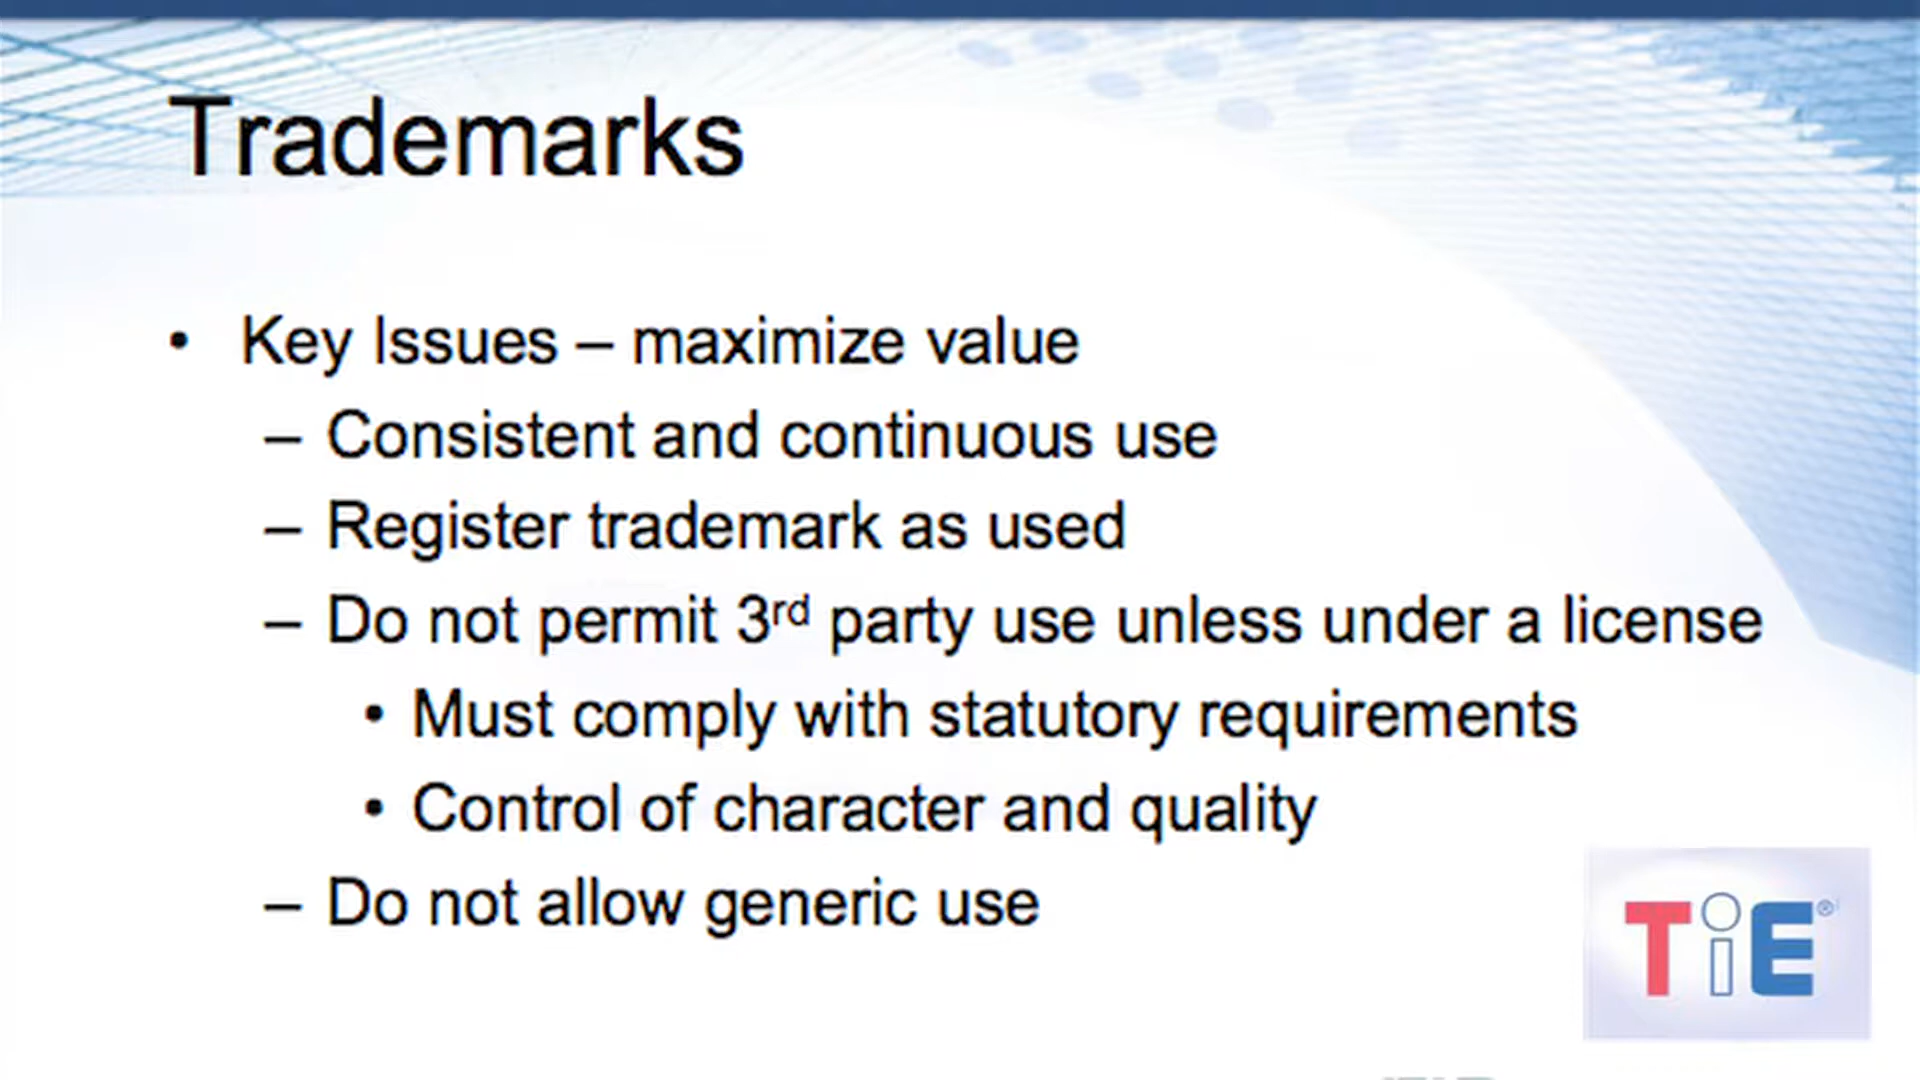 Trademarks
• Key Issues – maximize value
– Consistent and continuous use
– Register trademark as used
– Do not permit 3rd party use unless under a license
• Must comply with statutory requirements
• Control of character and quality
– Do not allow generic use
TiE®